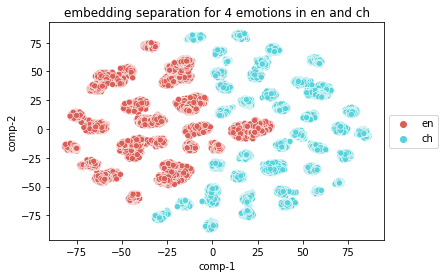 embedding separation for 4 emotions in en and ch
75
50
25
0
−25
−50
−75
comp-2
−75
−50
−25
0
25
50
75
comp-1
en
ch